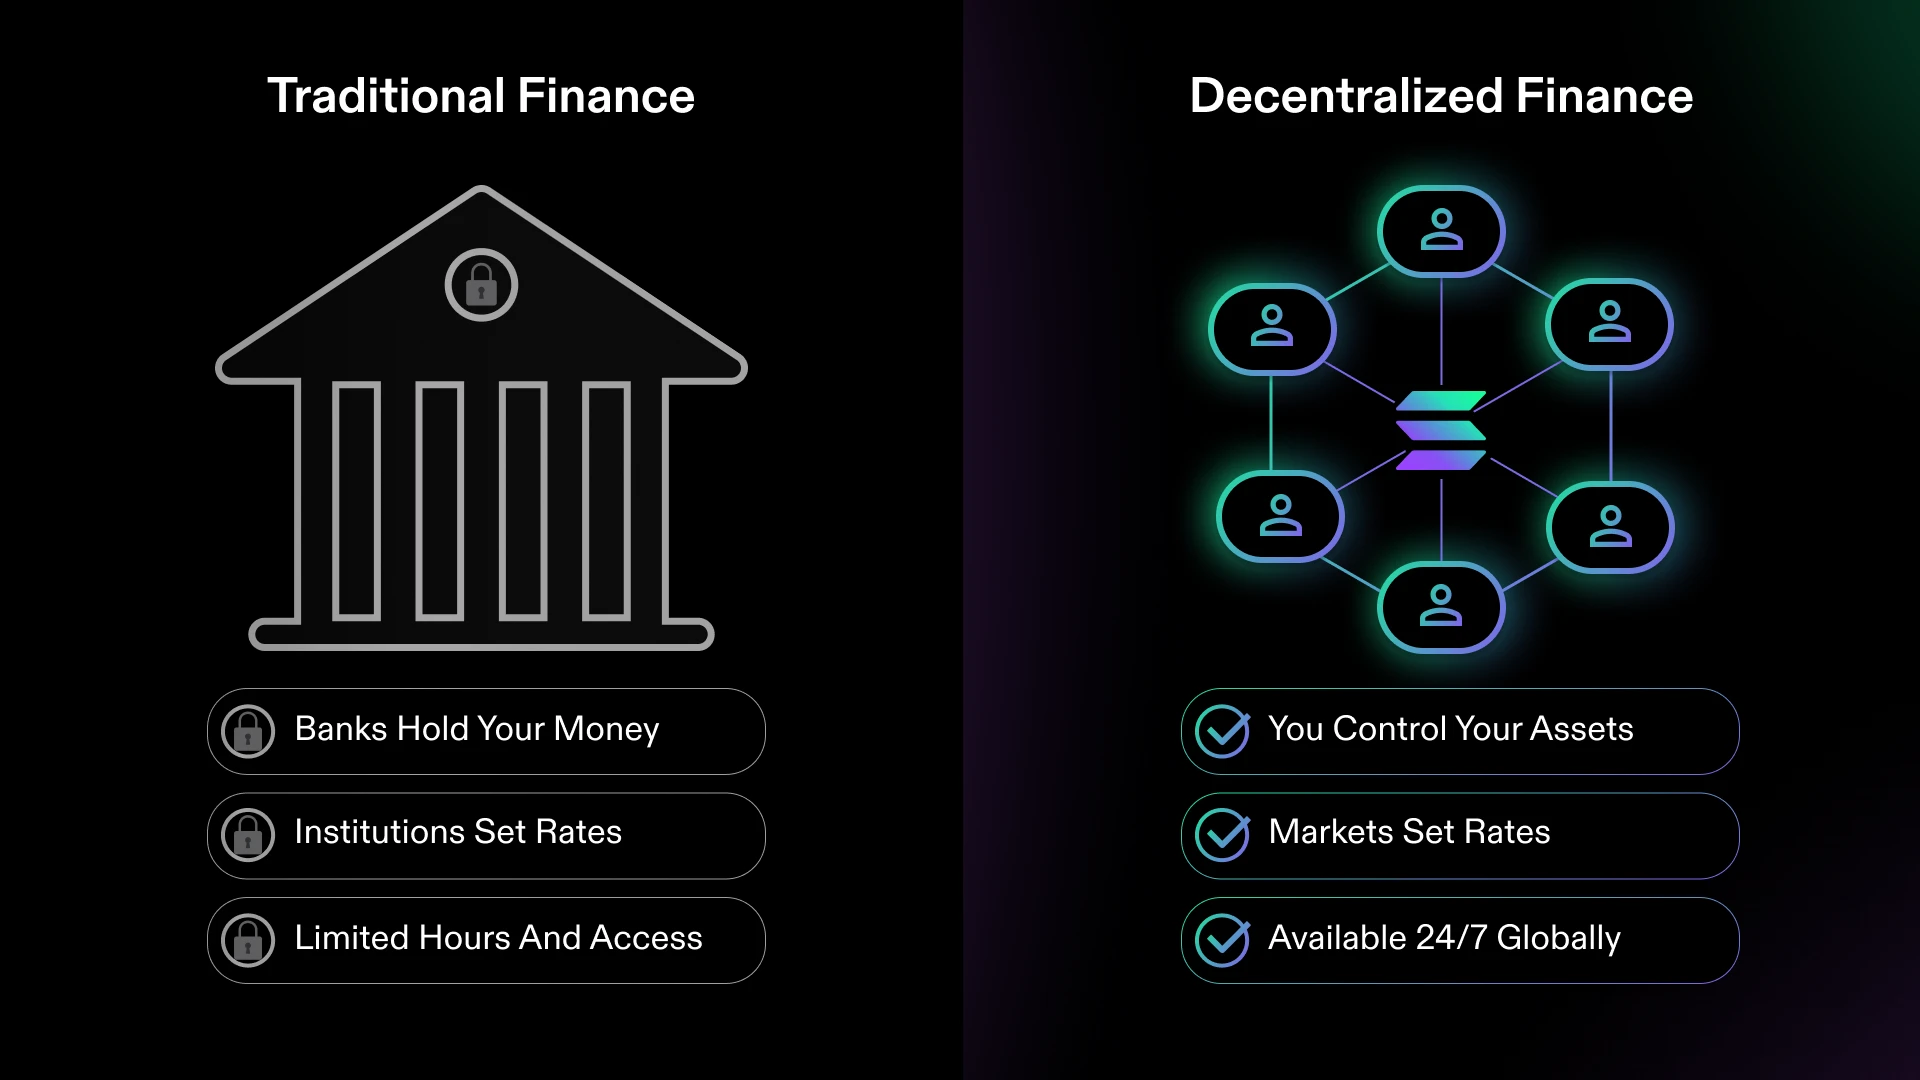 Traditional Finance
Banks Hold Your Money
Institutions Set Rates
Limited Hours And Access
Decentralized Finance
You Control Your Assets
Markets Set Rates
Available 24/7 Globally